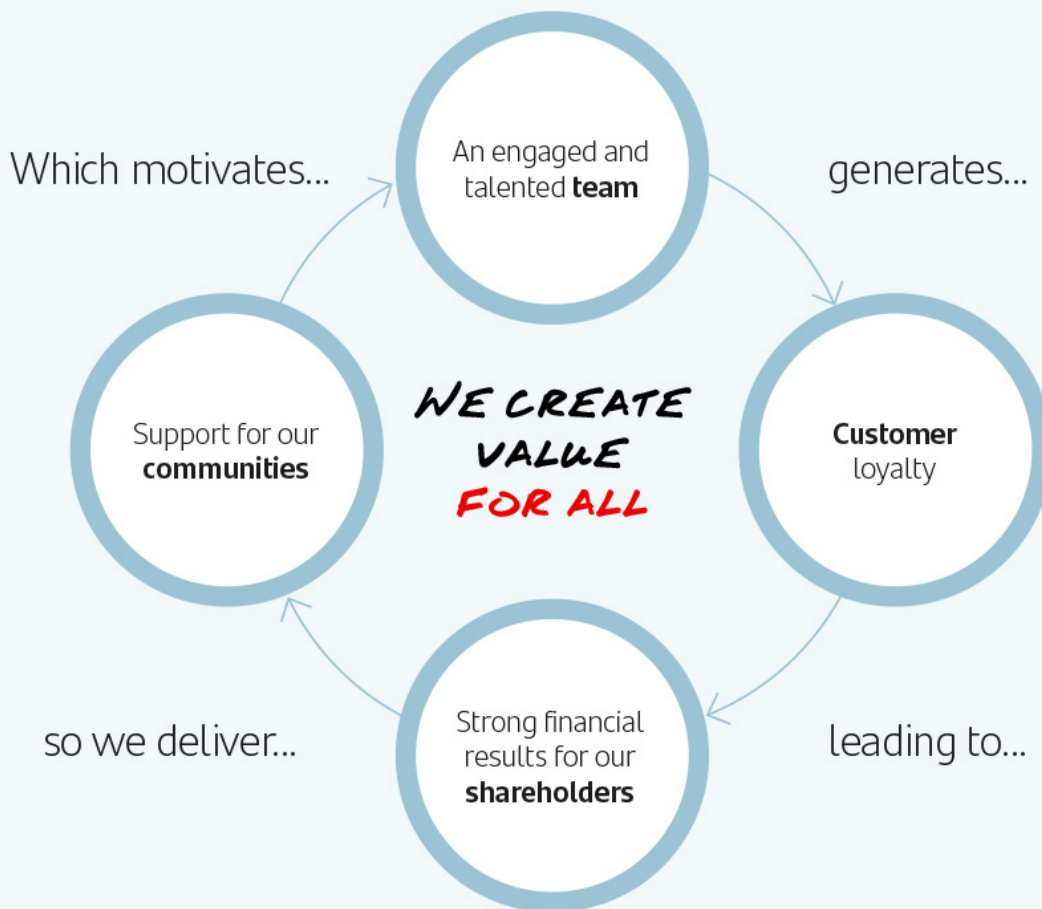 An engaged and
talented team
generates...
Customer
loyalty
leading to...
Strong financial
results for our
shareholders
so we deliver...
Support for our
communities
Which motivates...
WE CREATE
VALUE
FOR ALL